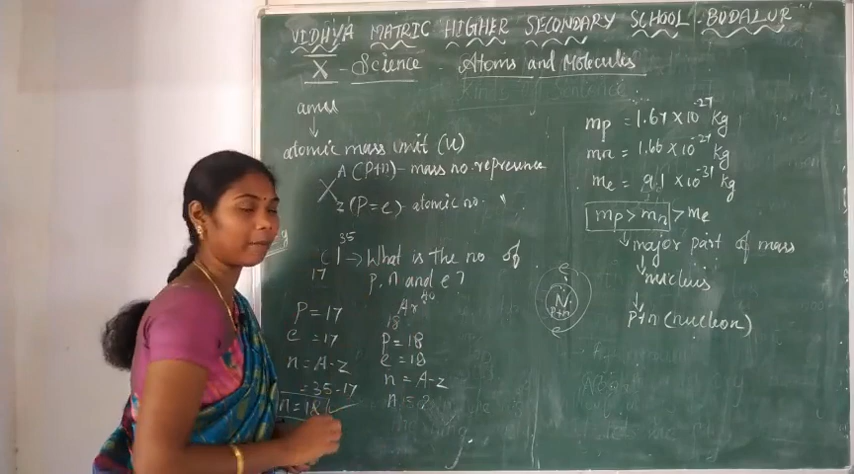 VIDHYA MATRIC HIGHER SECONDARY SCHOOL - BODALUR
X - Science - Atoms and Molecules
amu
↓
atomic mass unit (u)
X A (P+n) - mass no. represence
Z (P=e) - atomic no. "
17 Cl 35 → What is the no of
p, n and e?
P = 17
e = 17
n = A-Z
= 35-17
n = 18
18 Ar 40
P = 18
e = 18
n = A-Z
n =
mp = 1.67 × 10⁻²⁷ Kg
mn = 1.66 × 10⁻²⁷ Kg
me = 9.1 × 10⁻³¹ Kg
mp > mn > me
↓ major part of mass
↓ nucleus
↓
P+n (nucleon)
e
N
P+n
e